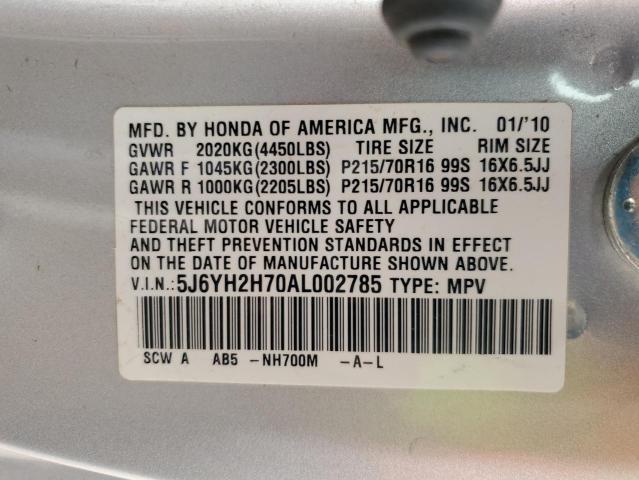 MFD. BY HONDA OF AMERICA MFG., INC. 01/'10
GVWR 2020KG(4450LBS) TIRE SIZE RIM SIZE
GAWR F 1045KG(2300LBS) P215/70R16 99S 16X6.5JJ
GAWR R 1000KG(2205LBS) P215/70R16 99S 16X6.5JJ
THIS VEHICLE CONFORMS TO ALL APPLICABLE
FEDERAL MOTOR VEHICLE SAFETY
AND THEFT PREVENTION STANDARDS IN EFFECT
ON THE DATE OF MANUFACTURE SHOWN ABOVE.
V.I.N.:5J6YH2H70AL002785 TYPE: MPV
SCW A AB5 -NH700M -A-L